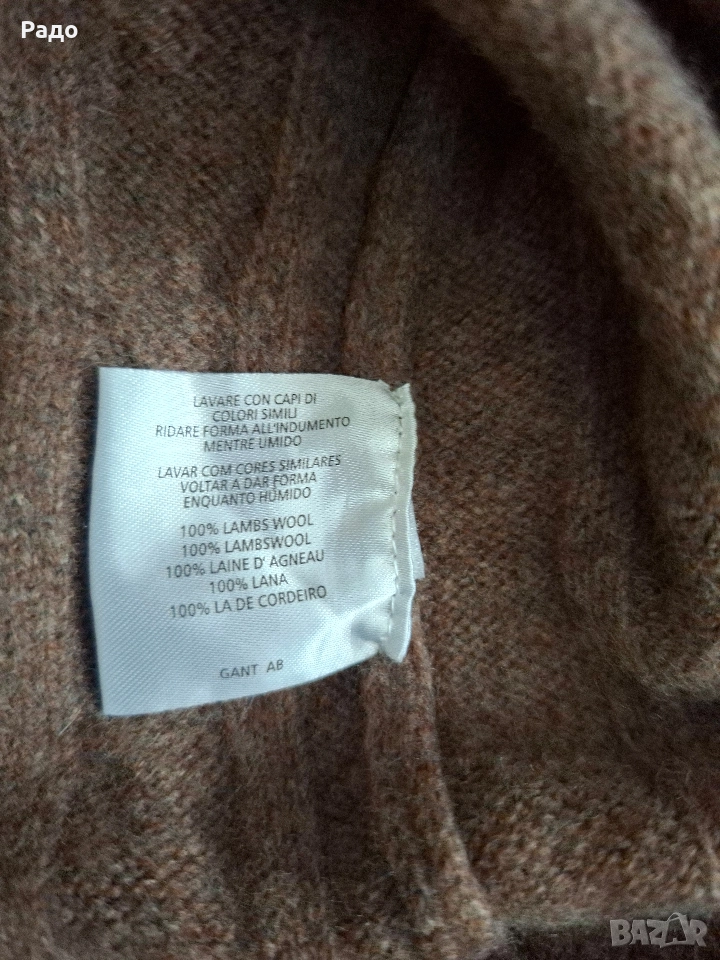 Радо
LAVARE CON CAPI DI
COLORI SIMILI
RIDARE FORMA ALL'INDUMENTO
MENTRE UMIDO
LAVAR COM CORES SIMILARES
VOLTAR A DAR FORMA
ENQUANTO HÚMIDO
100% LAMBS WOOL
100% LAMBSWOOL
100% LAINE D' AGNEAU
100% LANA
100% LA DE CORDEIRO
GANT AB
BAZAR